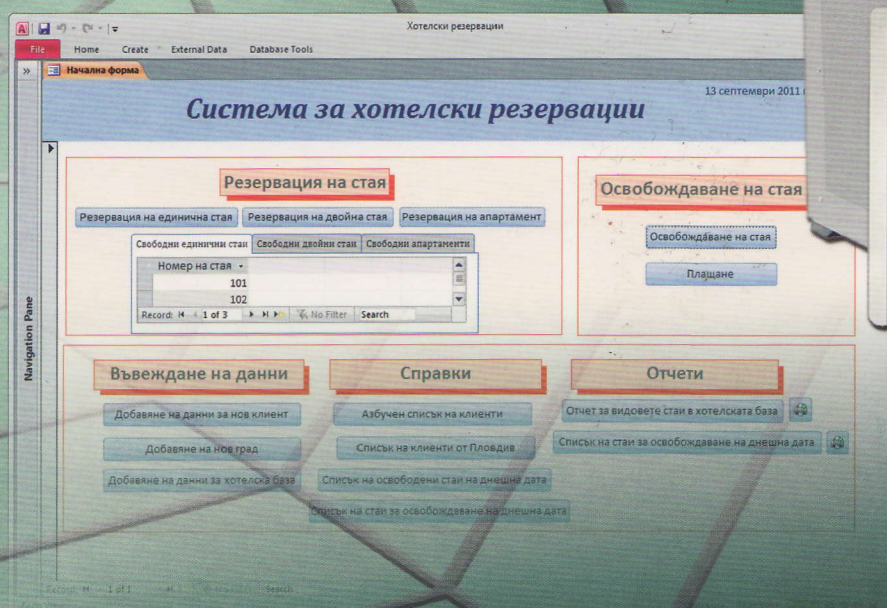 Хотелски резервации
File Home Create External Data Database Tools
Начална форма
13 септември 2011
Система за хотелски резервации
Резервация на стая
Резервация на единична стая Резервация на двойна стая Резервация на апартамент
Свободни единични стаи Свободни двойни стаи Свободни апартаменти
Номер на стая
101
102
Record: 1 of 3 No Filter Search
Освобождаване на стая
Освобождаване на стая
Плащане
Navigation Pane
Въвеждане на данни
Добавяне на данни за нов клиент
Добавяне на нов град
Добавяне на данни за хотелска база
Справки
Азбучен списък на клиенти
Списък на клиенти от Пловдив
Списък на освободени стаи на днешна дата
Списък на стаи за освобождаване на днешна дата
Отчети
Отчет за видовете стаи в хотелската база
Списък на стаи за освобождаване на днешна дата
Record: 1 of 1 Search